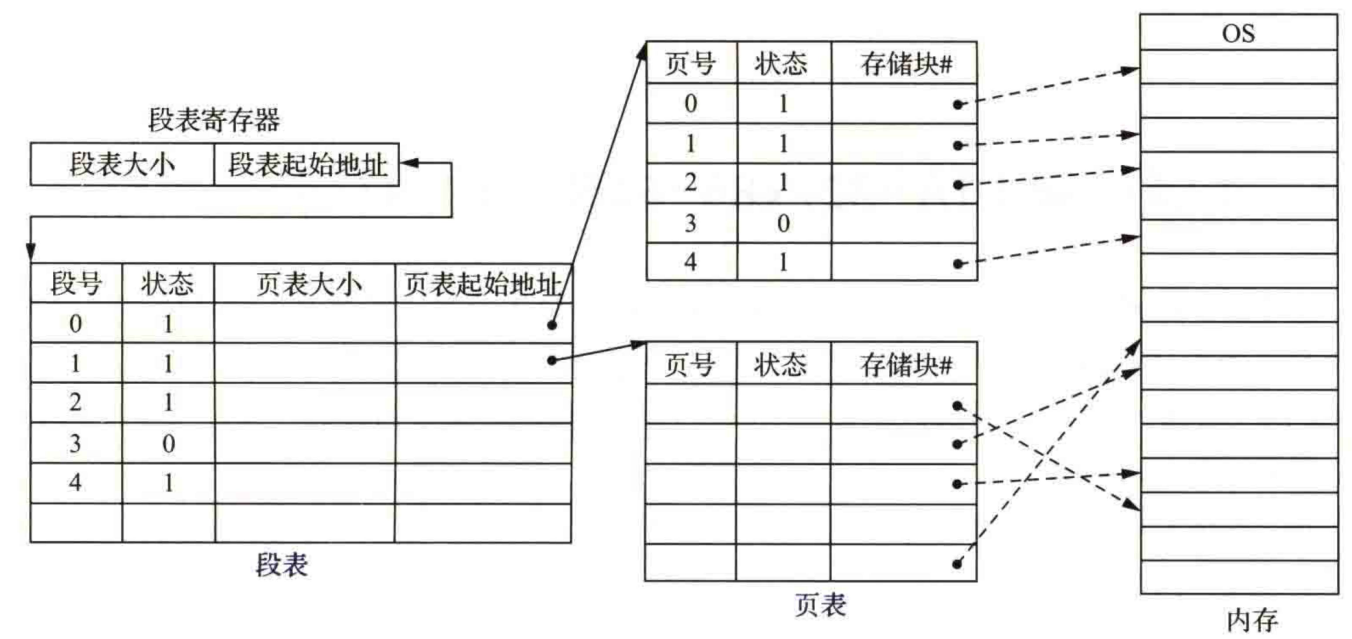 段表寄存器
段表大小 段表起始地址
段号 状态 页表大小 页表起始地址
0 1
1 1
2 1
3 0
4 1
段表
页号 状态 存储块#
0 1
1 1
2 1
3 0
4 1
页号 状态 存储块#
页表
OS
内存